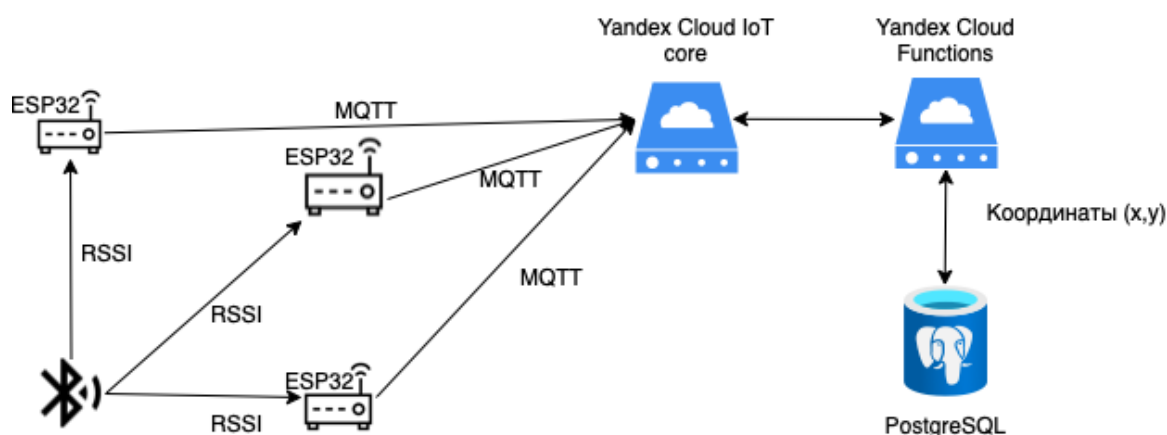 Yandex Cloud IoT
core
Yandex Cloud
Functions
ESP32
MQTT
ESP32
MQTT
Координаты (x,y)
RSSI
MQTT
RSSI
ESP32
RSSI
PostgreSQL